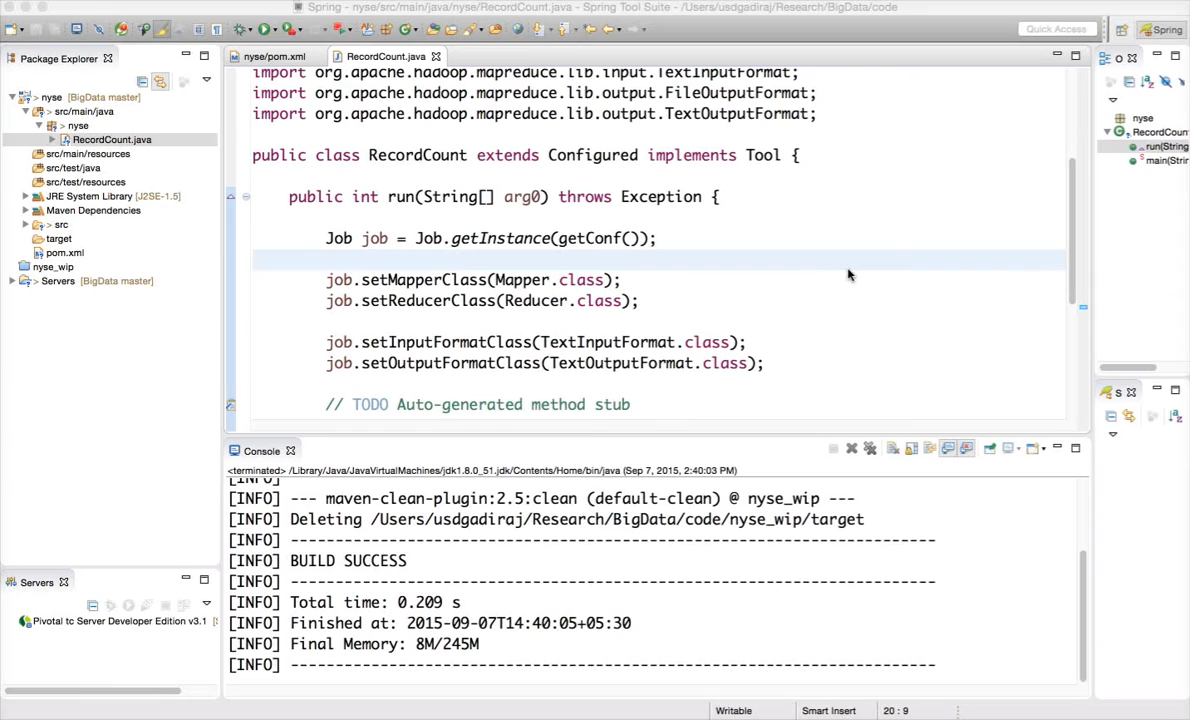 Spring - nyse/src/main/java/nyse/RecordCount.java - Spring Tool Suite - /Users/usdgadiraj/Research/BigData/code
Quick Access
Spring
Package Explorer
nyse [BigData master]
src/main/java
nyse
RecordCount.java
src/main/resources
src/test/java
src/test/resources
JRE System Library [J2SE-1.5]
Maven Dependencies
src
target
pom.xml
nyse_wip
Servers [BigData master]
nyse/pom.xml
RecordCount.java
import org.apache.hadoop.mapreduce.lib.input.TextInputFormat;
import org.apache.hadoop.mapreduce.lib.output.FileOutputFormat;
import org.apache.hadoop.mapreduce.lib.output.TextOutputFormat;
public class RecordCount extends Configured implements Tool {
public int run(String[] arg0) throws Exception {
Job job = Job.getInstance(getConf());
job.setMapperClass(Mapper.class);
job.setReducerClass(Reducer.class);
job.setInputFormatClass(TextInputFormat.class);
job.setOutputFormatClass(TextOutputFormat.class);
// TODO Auto-generated method stub
O
nyse
RecordCount
run(String
main(Strin
S
Servers
Pivotal tc Server Developer Edition v3.1
Console
<terminated> /Library/Java/JavaVirtualMachines/jdk1.8.0_51.jdk/Contents/Home/bin/java (Sep 7, 2015, 2:40:03 PM)
[INFO]
[INFO] --- maven-clean-plugin:2.5:clean (default-clean) @ nyse_wip ---
[INFO] Deleting /Users/usdgadiraj/Research/BigData/code/nyse_wip/target
[INFO] ------------------------------------------------------------------------
[INFO] BUILD SUCCESS
[INFO] ------------------------------------------------------------------------
[INFO] Total time: 0.209 s
[INFO] Finished at: 2015-09-07T14:40:05+05:30
[INFO] Final Memory: 8M/245M
[INFO] ------------------------------------------------------------------------
Writable
Smart Insert
20 : 9